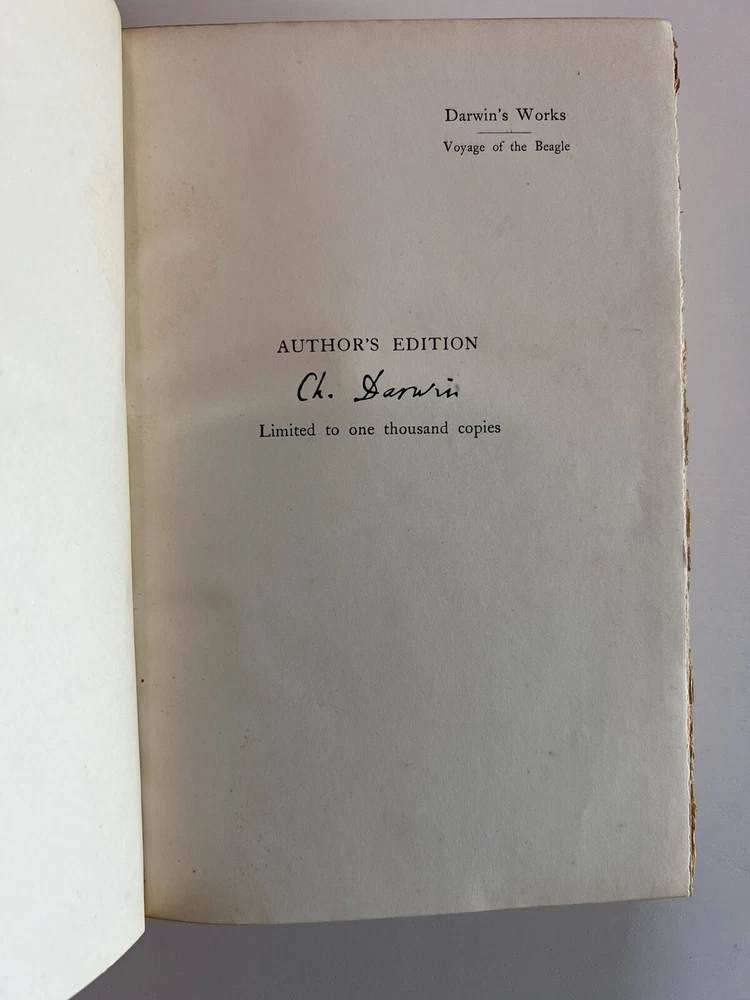 Darwin's Works
Voyage of the Beagle
AUTHOR'S EDITION
Ch. Darwin
Limited to one thousand copies